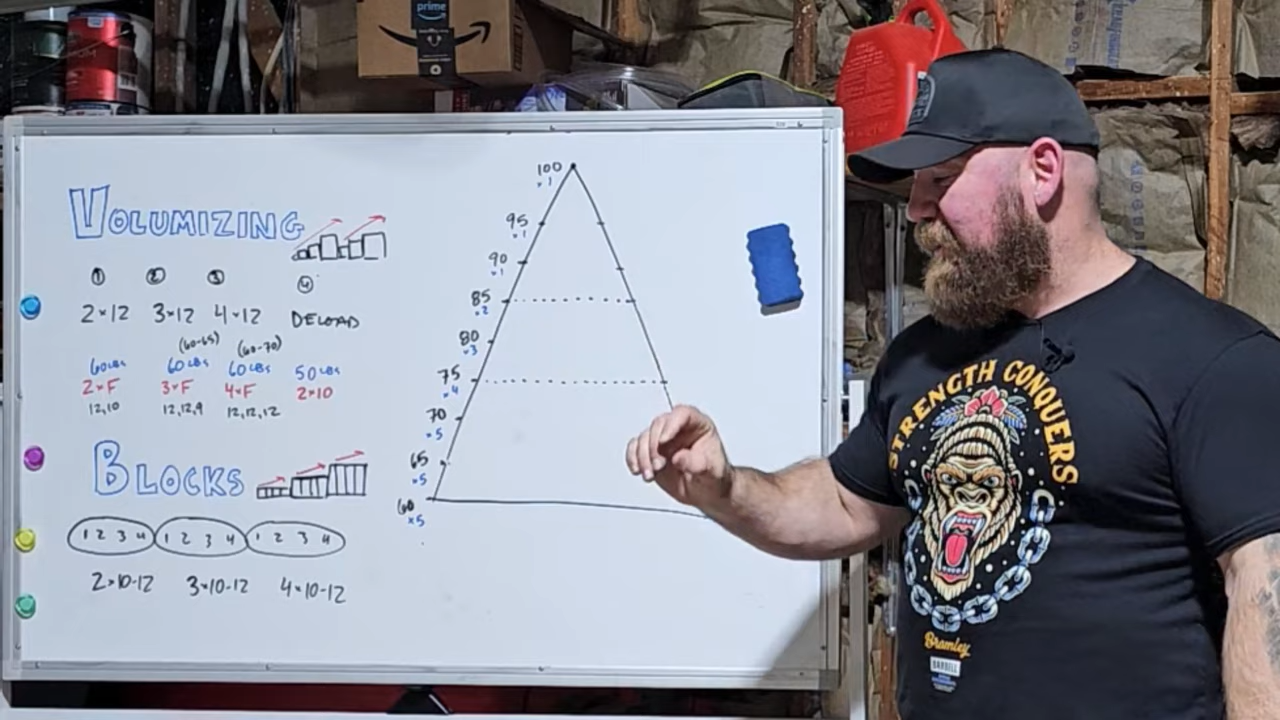 prime
VOLUMIZING
1 2 3 4
2×12 3×12 4×12 DELOAD
(60-65) (60-70)
60LBS 60LBS 60LBS 50LBS
2×F 3×F 4×F 2×10
12,10 12,12,9 12,12,12
BLOCKS
1 2 3 4 1 2 3 4 1 2 3 4
2×10-12 3×10-12 4×10-12
100
×1
95
×1
90
×1
85
×2
80
×3
75
×4
70
×5
65
×5
60
×5
STRENGTH CONQUERS
Bromley
BARBELL